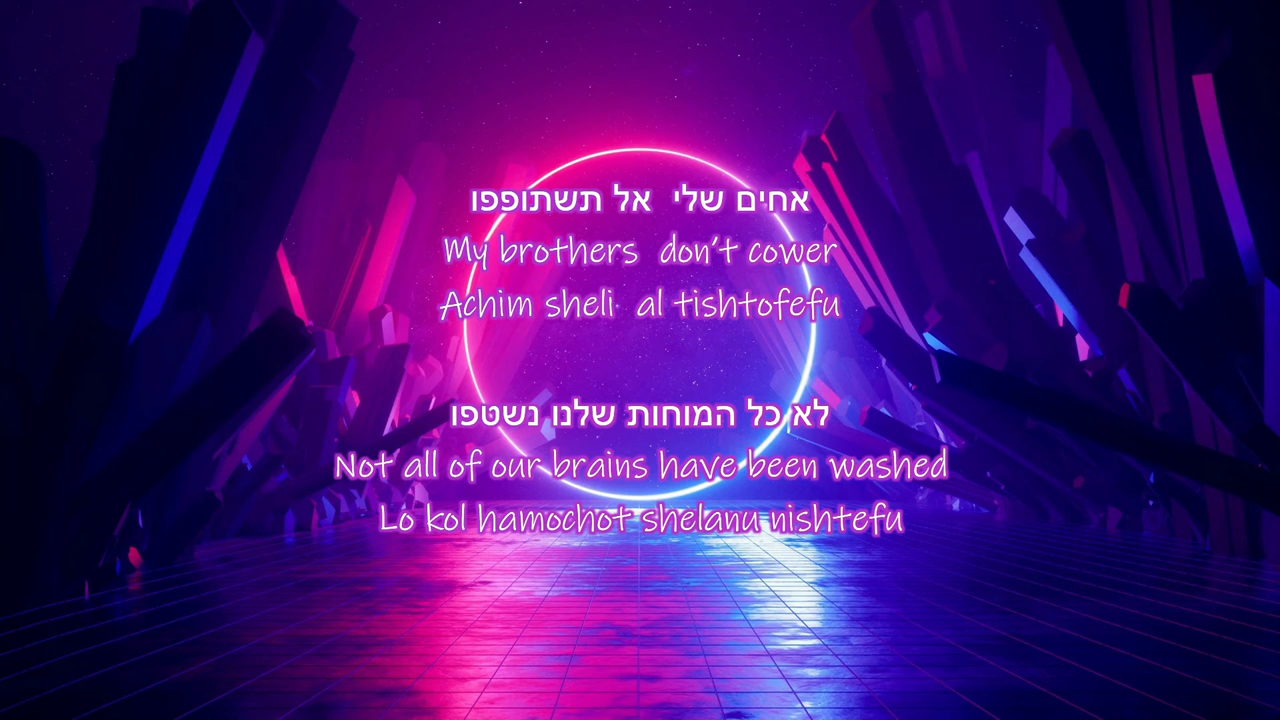 אחים שלי  אל תשתופפו
My brothers  don't cower
Achim sheli  al tishtofefu
לא כל המוחות שלנו נשטפו
Not all of our brains have been washed
Lo kol hamochot shelanu nishtefu